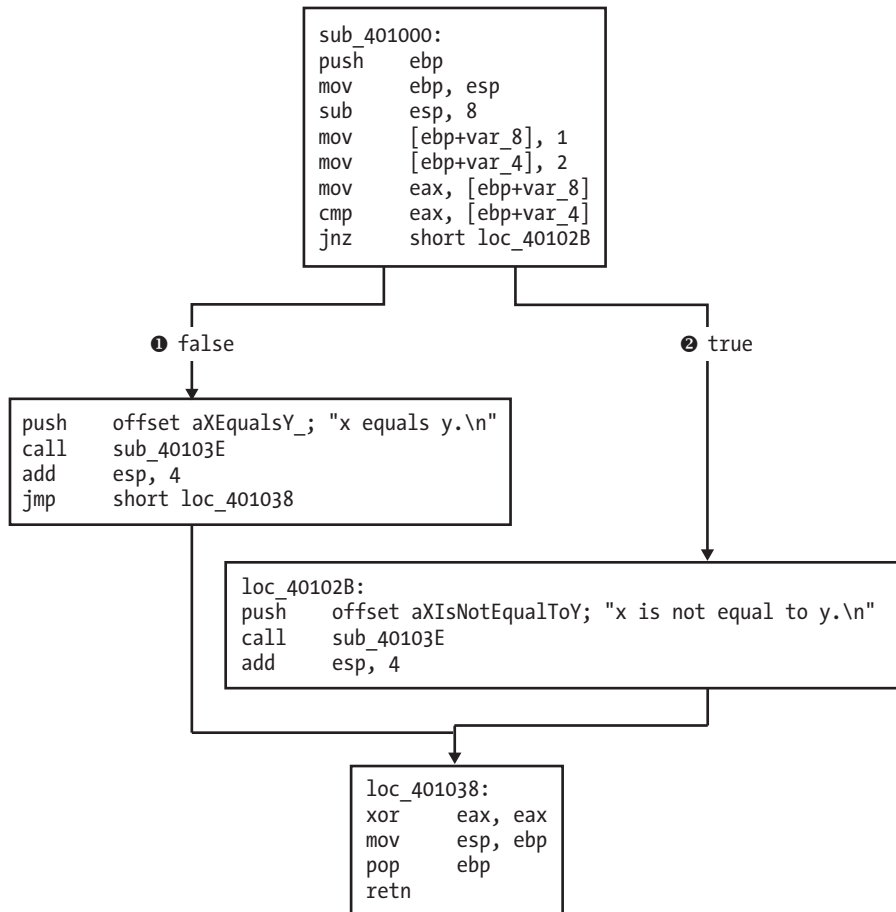 sub_401000:
push ebp
mov ebp, esp
sub esp, 8
mov [ebp+var_8], 1
mov [ebp+var_4], 2
mov eax, [ebp+var_8]
cmp eax, [ebp+var_4]
jnz short loc_40102B
❶ false
❷ true
push offset aXEqualsY_; "x equals y.\n"
call sub_40103E
add esp, 4
jmp short loc_401038
loc_40102B:
push offset aXIsNotEqualToY; "x is not equal to y.\n"
call sub_40103E
add esp, 4
loc_401038:
xor eax, eax
mov esp, ebp
pop ebp
retn